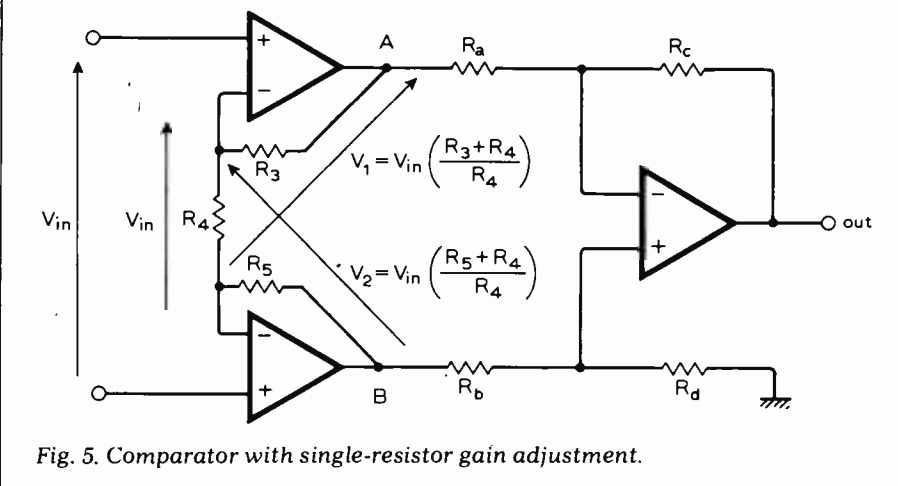 A
Ra
Rc
+
−
R3
V1 = Vin (R3+R4 / R4)
Vin
Vin
R4
−
+
out
R5
V2 = Vin (R5+R4 / R4)
−
+
B
Rb
Rd
Fig. 5. Comparator with single-resistor gain adjustment.